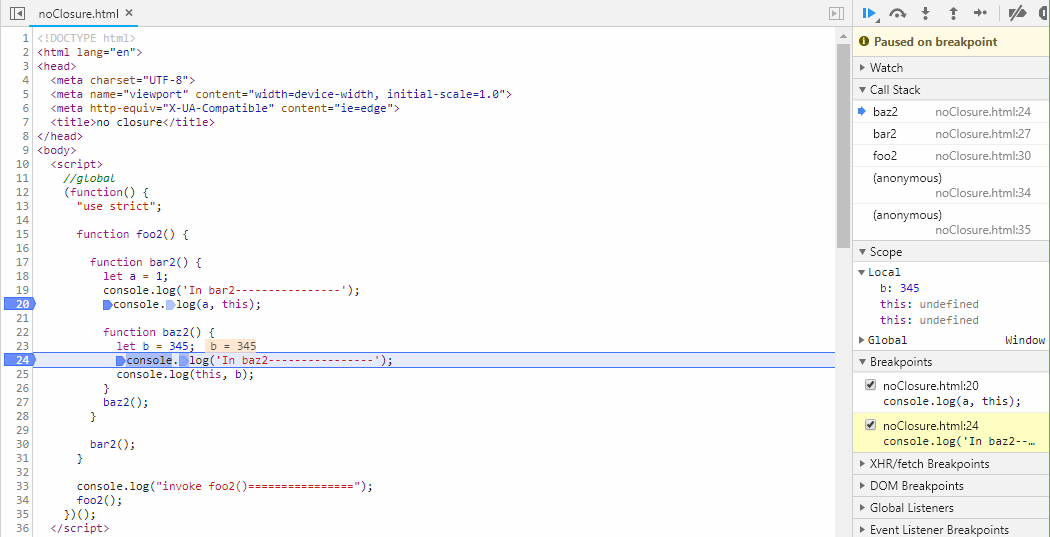 noClosure.html ×
1 <!DOCTYPE html>
2 <html lang="en">
3 <head>
4   <meta charset="UTF-8">
5   <meta name="viewport" content="width=device-width, initial-scale=1.0">
6   <meta http-equiv="X-UA-Compatible" content="ie=edge">
7   <title>no closure</title>
8 </head>
9 <body>
10   <script>
11     //global
12     (function() {
13       "use strict";
14
15       function foo2() {
16
17         function bar2() {
18           let a = 1;
19           console.log('In bar2----------------');
20           console.log(a, this);
21
22           function baz2() {
23             let b = 345;  b = 345
24             console.log('In baz2----------------');
25             console.log(this, b);
26           }
27           baz2();
28         }
29
30         bar2();
31       }
32
33       console.log("invoke foo2()================");
34       foo2();
35     })();
36   </script>
Paused on breakpoint
Watch
Call Stack
baz2 noClosure.html:24
bar2 noClosure.html:27
foo2 noClosure.html:30
(anonymous)
noClosure.html:34
(anonymous)
noClosure.html:35
Scope
Local
b: 345
this: undefined
this: undefined
Global Window
Breakpoints
noClosure.html:20
console.log(a, this);
noClosure.html:24
console.log('In baz2--…
XHR/fetch Breakpoints
DOM Breakpoints
Global Listeners
Event Listener Breakpoints